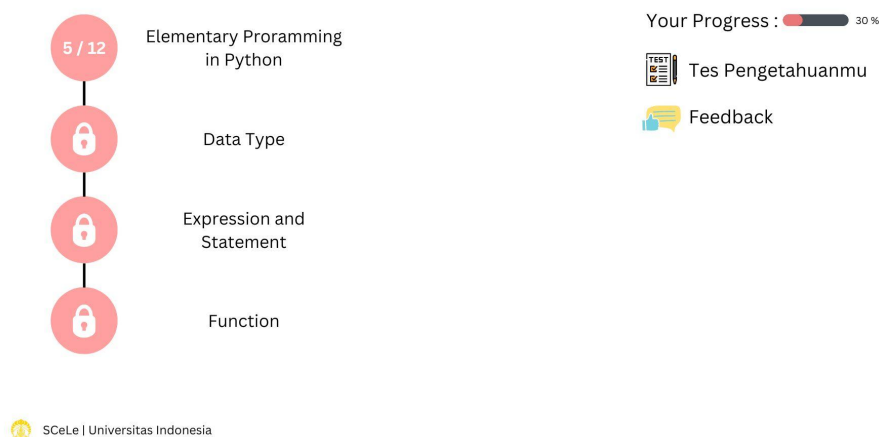 5 / 12
Elementary Proramming
in Python
Data Type
Expression and
Statement
Function
Your Progress :
30 %
TEST
Tes Pengetahuanmu
Feedback
SCeLe | Universitas Indonesia